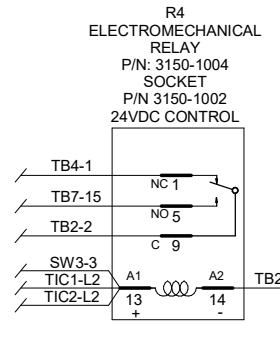 R4
ELECTROMECHANICAL
RELAY
P/N: 3150-1004
SOCKET
P/N 3150-1002
24VDC CONTROL
TB4-1
NC 1
TB7-15
NO 5
TB2-2
C 9
SW3-3
TIC1-L2
TIC2-L2
A1
A2
TB2
13
14
+
-